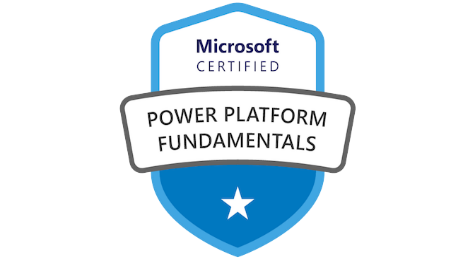 Microsoft
CERTIFIED
POWER PLATFORM
FUNDAMENTALS